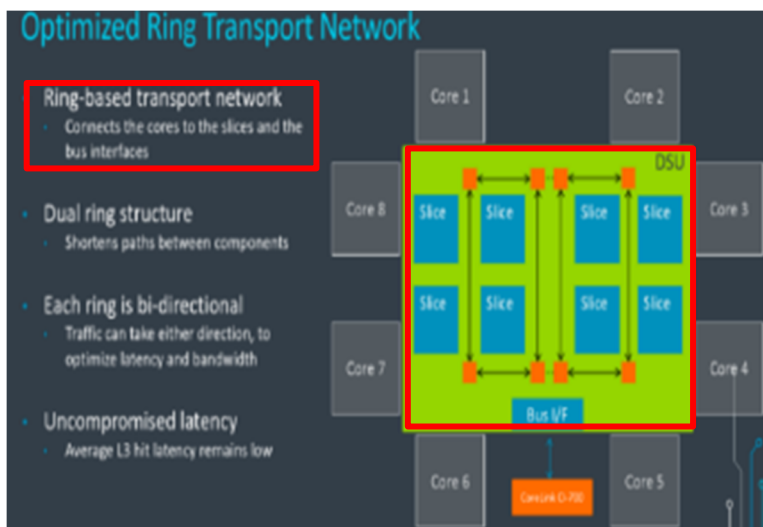 Optimized Ring Transport Network
Ring-based transport network
Connects the cores to the slices and the
bus interfaces
Dual ring structure
Shortens paths between components
Each ring is bi-directional
Traffic can take either direction, to
optimize latency and bandwidth
Uncompromised latency
Average L3 hit latency remains low
Core 1
Core 2
DSU
Core 8
Slice
Slice
Slice
Slice
Core 3
Slice
Slice
Slice
Slice
Core 7
Core 4
Bus I/F
Core 6
CoreLink CI-700
Core 5